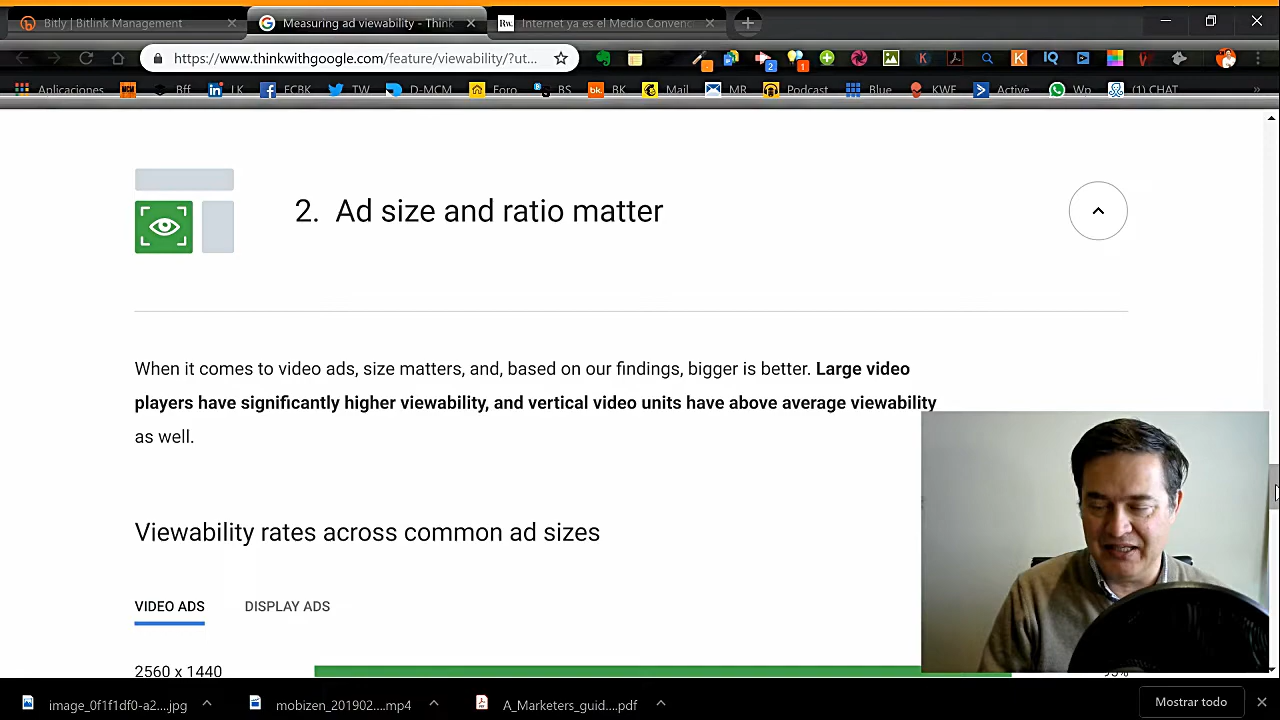 Bitly | Bitlink Management
Measuring ad viewability - Think
Rw. Internet ya es el Medio Convenc
https://www.thinkwithgoogle.com/feature/viewability/?ut...
Aplicaciones Bff LK FCBK TW D-MCM Foro BS BK Mail MR Podcast Blue KWF Active Wp (1) CHAT
2. Ad size and ratio matter
When it comes to video ads, size matters, and, based on our findings, bigger is better. Large video
players have significantly higher viewability, and vertical video units have above average viewability
as well.
Viewability rates across common ad sizes
VIDEO ADS DISPLAY ADS
2560 x 1440
image_0f1f1df0-a2....jpg
mobizen_201902....mp4
A_Marketers_guid....pdf
Mostrar todo